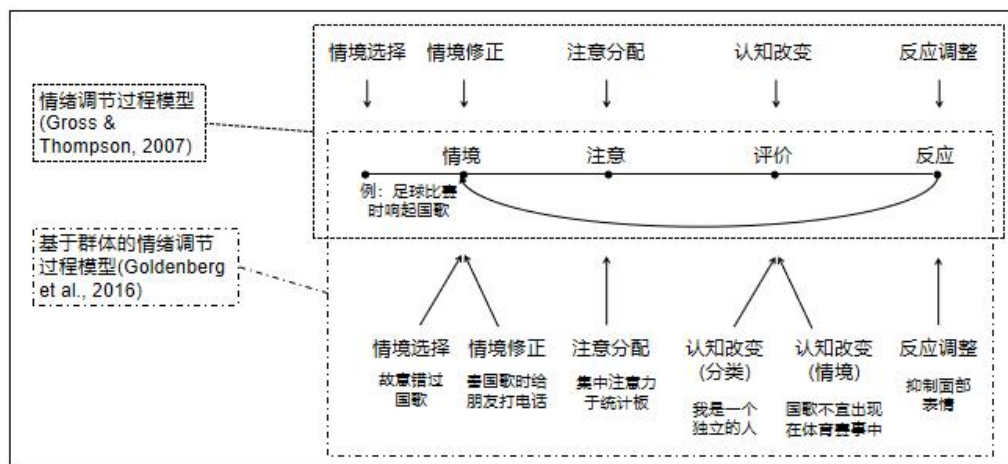 情境选择 情境修正 注意分配 认知改变 反应调整
情绪调节过程模型
(Gross &
Thompson, 2007)
情境 注意 评价 反应
例：足球比赛
时响起国歌
基于群体的情绪调节
过程模型(Goldenberg
et al., 2016)
情境选择 情境修正 注意分配 认知改变 认知改变 反应调整
(分类) (情境)
故意错过 奏国歌时给 集中注意力 抑制面部
国歌 朋友打电话 于统计板 表情
我是一个 国歌不宜出现
独立的人 在体育赛事中